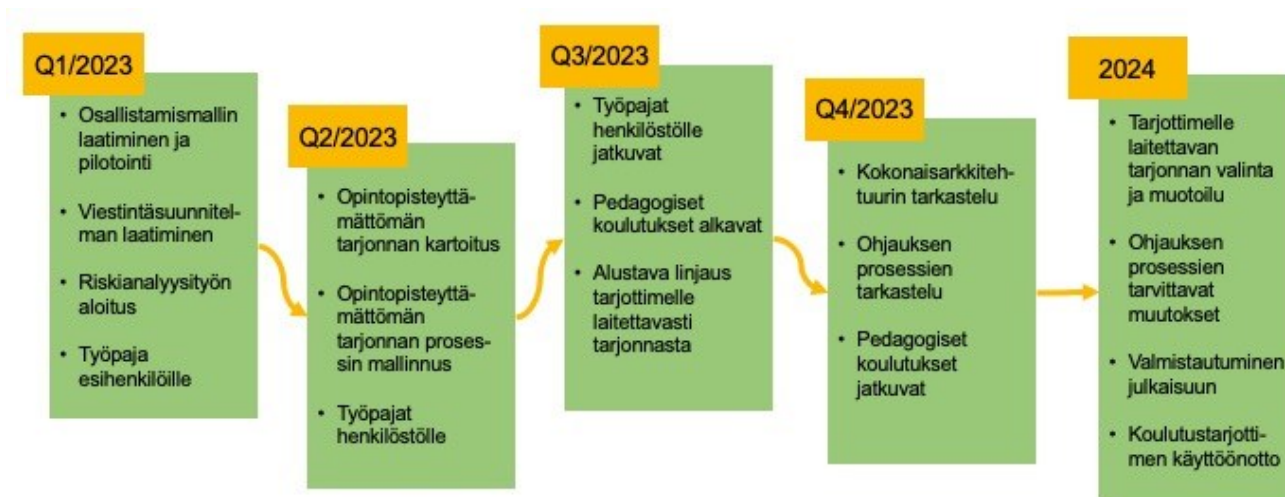 Q1/2023
• Osallistamismallin
laatiminen ja
pilotointi
• Viestintäsuunnitel-
man laatiminen
• Riskianalyysityön
aloitus
• Työpaja
esihenkilöille
Q2/2023
• Opintopisteyttä-
mättömän
tarjonnan kartoitus
• Opintopisteyttä-
mättömän
tarjonnan proses-
sin mallinnus
• Työpajat
henkilöstölle
Q3/2023
• Työpajat
henkilöstölle
jatkuvat
• Pedagogiset
koulutukset alkavat
• Alustava linjaus
tarjottimelle
laitettavasti
tarjonnasta
Q4/2023
• Kokonaisarkkiteh-
tuurin tarkastelu
• Ohjauksen
prosessien
tarkastelu
• Pedagogiset
koulutukset
jatkuvat
2024
• Tarjottimelle
laitettavan
tarjonnan valinta
ja muotoilu
• Ohjauksen
prosessien
tarvittavat
muutokset
• Valmistautuminen
julkaisuun
• Koulutustarjotti-
men käyttöönotto